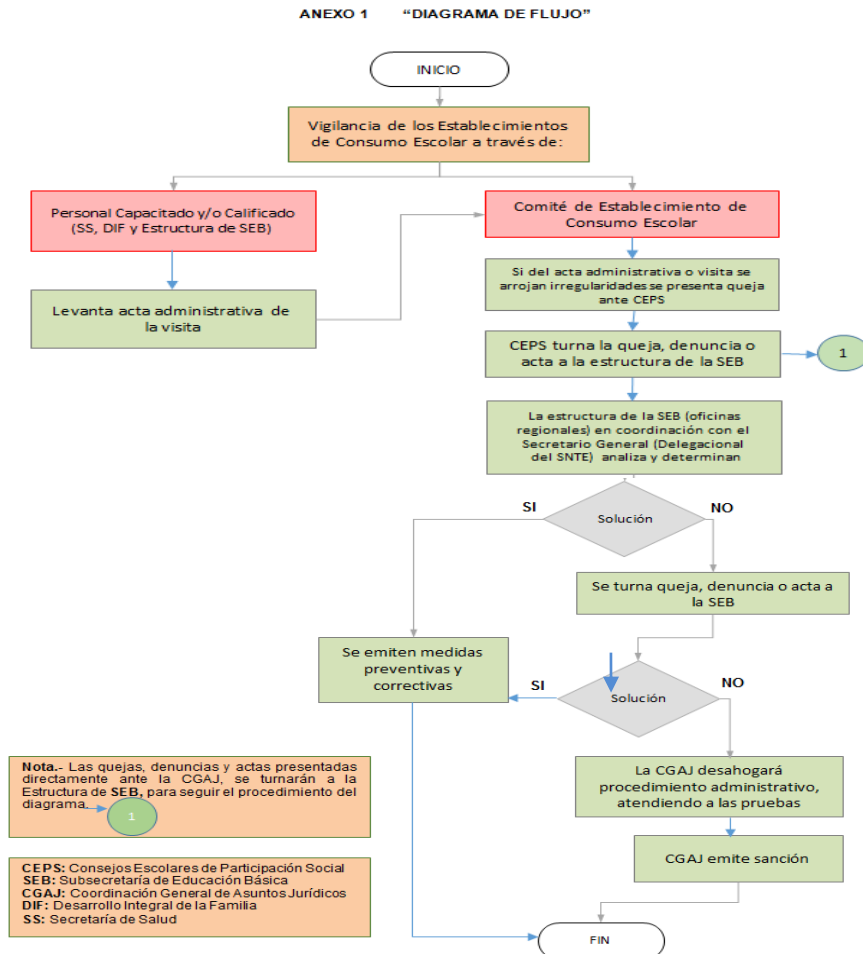 ANEXO 1 “DIAGRAMA DE FLUJO”
INICIO
Vigilancia de los Establecimientos
de Consumo Escolar a través de:
Personal Capacitado y/o Calificado
(SS, DIF y Estructura de SEB)
Comité de Establecimiento de
Consumo Escolar
Levanta acta administrativa de
la visita
Si del acta administrativa o visita se
arrojan irregularidades se presenta queja
ante CEPS
CEPS turna la queja, denuncia o
acta a la estructura de la SEB
1
La estructura de la SEB (oficinas
regionales) en coordinación con el
Secretario General (Delegacional
del SNTE) analiza y determinan
SI
Solución
NO
Se turna queja, denuncia o acta a
la SEB
Se emiten medidas
preventivas y
correctivas
SI
Solución
NO
La CGAJ desahogará
procedimiento administrativo,
atendiendo a las pruebas
CGAJ emite sanción
FIN
Nota.- Las quejas, denuncias y actas presentadas
directamente ante la CGAJ, se turnarán a la
Estructura de SEB, para seguir el procedimiento del
diagrama.
1
CEPS: Consejos Escolares de Participación Social
SEB: Subsecretaría de Educación Básica
CGAJ: Coordinación General de Asuntos Jurídicos
DIF: Desarrollo Integral de la Familia
SS: Secretaría de Salud